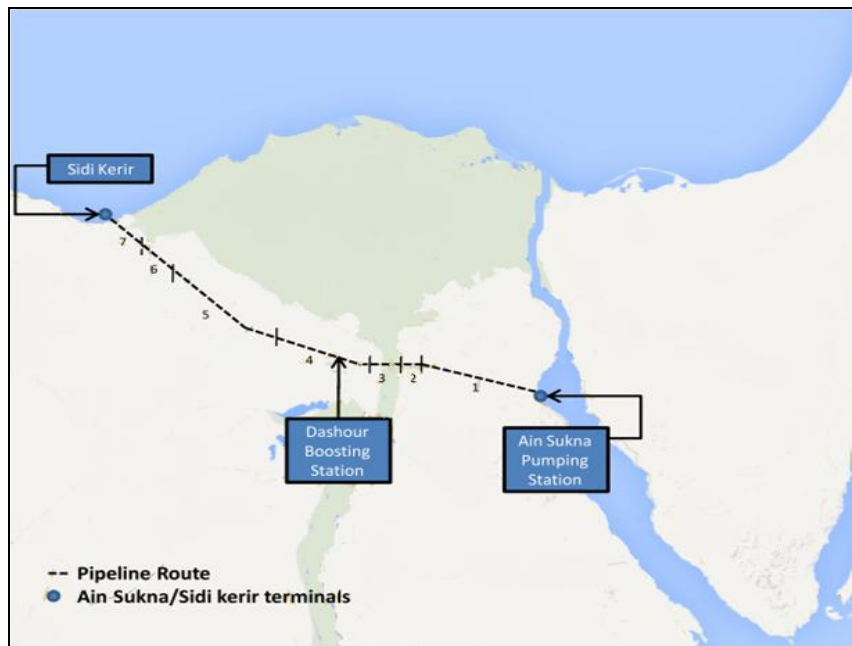 Sidi Kerir
7
6
5
4
3
2
1
Dashour
Boosting
Station
Ain Sukna
Pumping
Station
Pipeline Route
Ain Sukna/Sidi kerir terminals